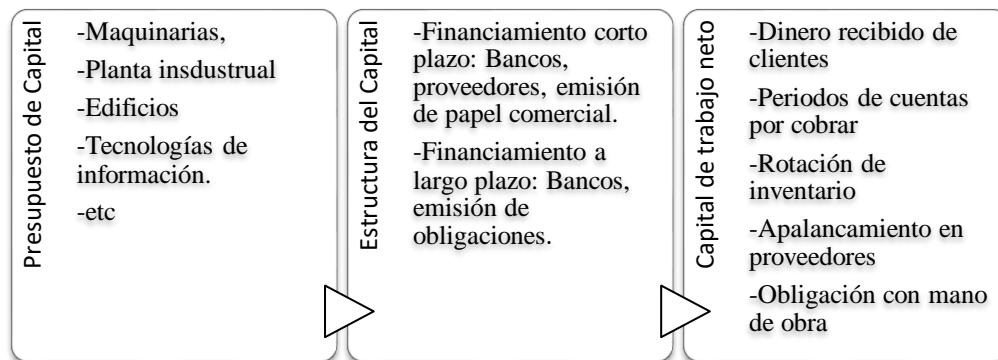 Presupuesto de Capital
-Maquinarias,
-Planta insdustrual
-Edificios
-Tecnologías de
información.
-etc
Estructura del Capital
-Financiamiento corto
plazo: Bancos,
proveedores, emisión
de papel comercial.
-Financiamiento a
largo plazo: Bancos,
emisión de
obligaciones.
Capital de trabajo neto
-Dinero recibido de
clientes
-Periodos de cuentas
por cobrar
-Rotación de
inventario
-Apalancamiento en
proveedores
-Obligación con mano
de obra